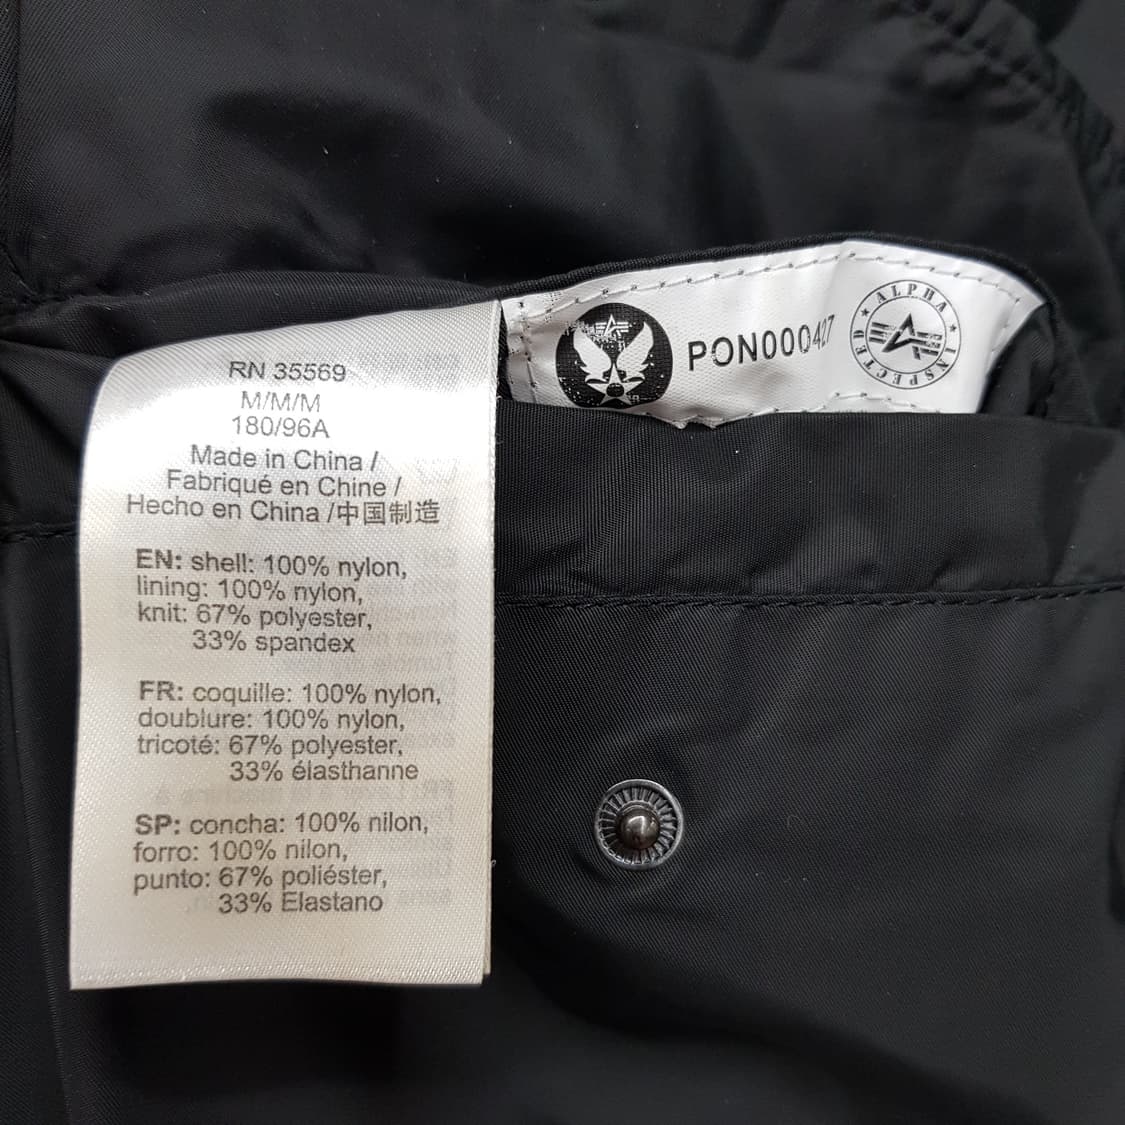 RN 35569
M/M/M
180/96A
Made in China /
Fabriqué en Chine /
Hecho en China /中国制造
EN: shell: 100% nylon,
lining: 100% nylon,
knit: 67% polyester,
33% spandex
FR: coquille: 100% nylon,
doublure: 100% nylon,
tricoté: 67% polyester,
33% élasthanne
SP: concha: 100% nilon,
forro: 100% nilon,
punto: 67% poliéster,
33% Elastano
PON000427
ALPHA
INSPECTED